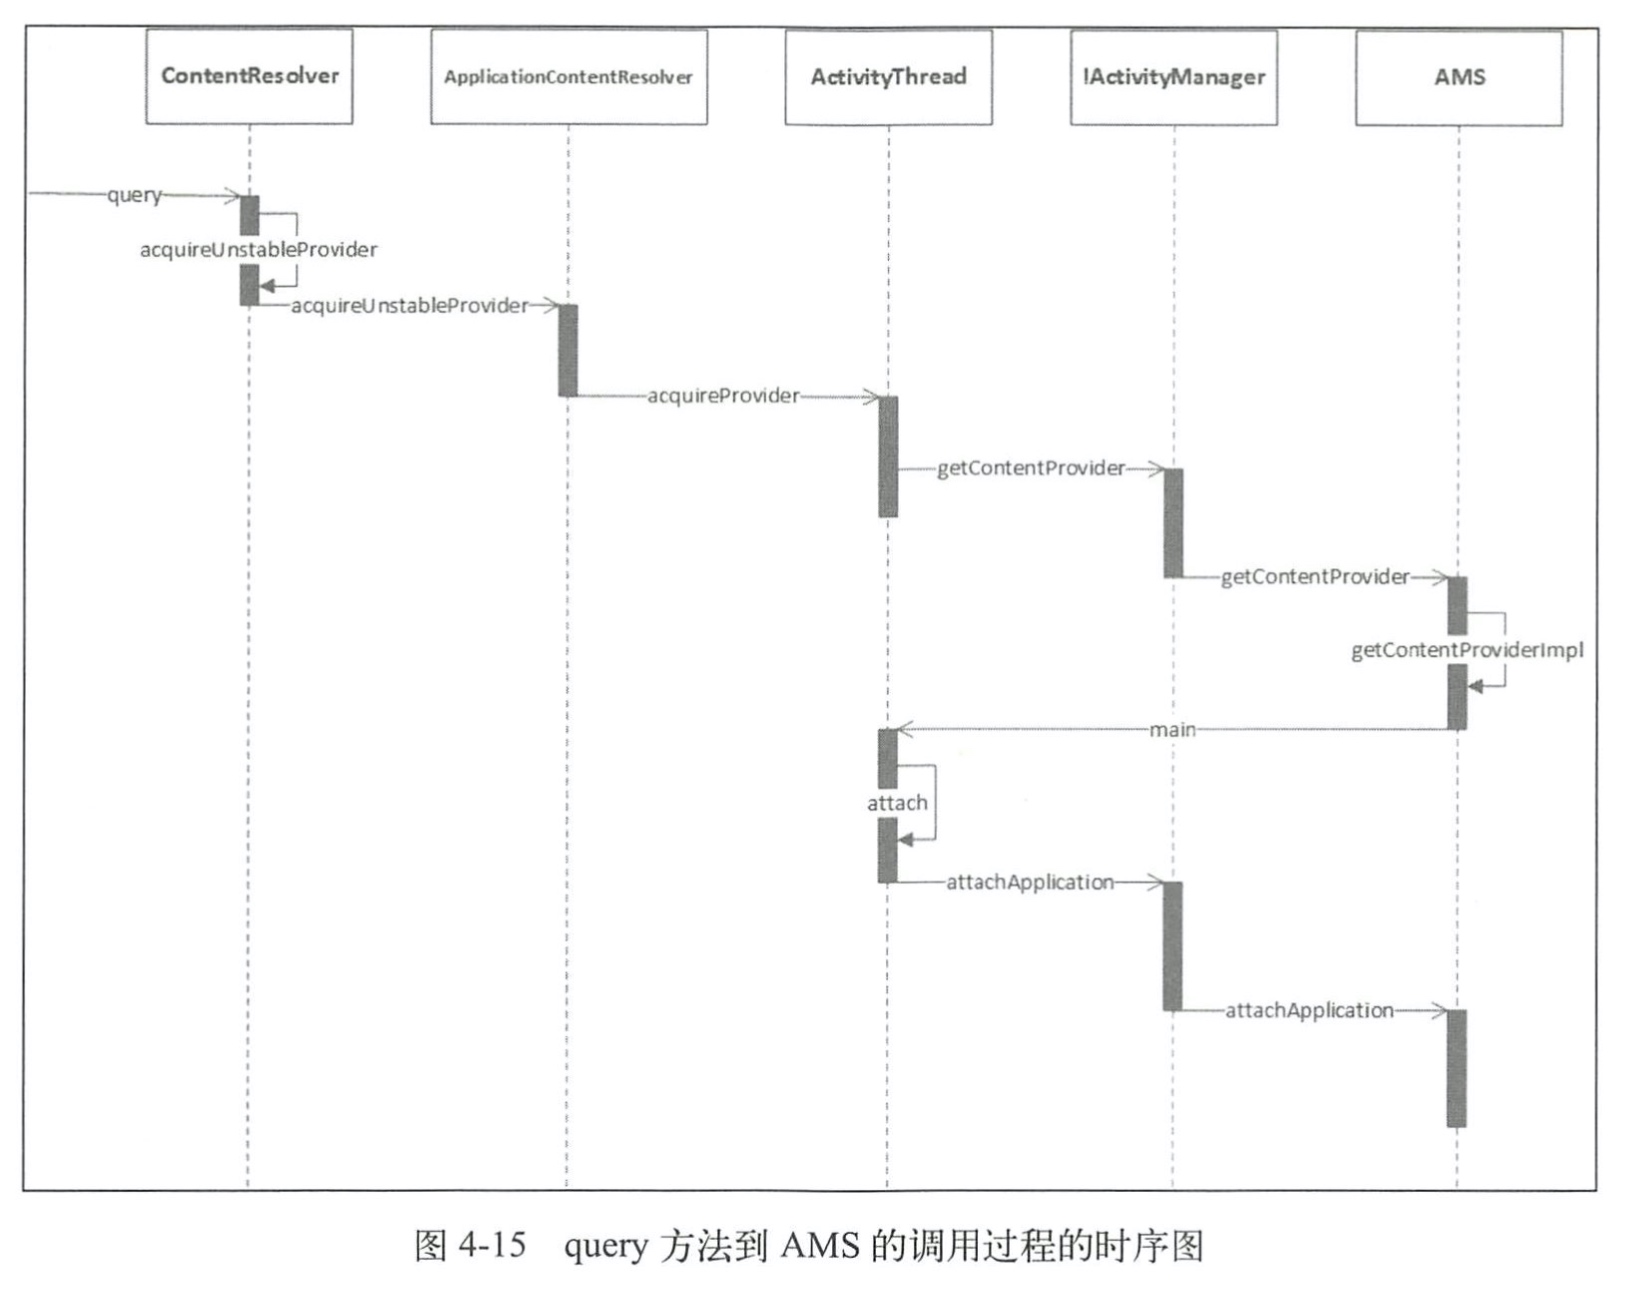 ContentResolver
ApplicationContentResolver
ActivityThread
IActivityManager
AMS
query
acquireUnstableProvider
acquireUnstableProvider
acquireProvider
getContentProvider
getContentProvider
getContentProviderImpl
main
attach
attachApplication
attachApplication
图 4-15 query 方法到 AMS 的调用过程的时序图